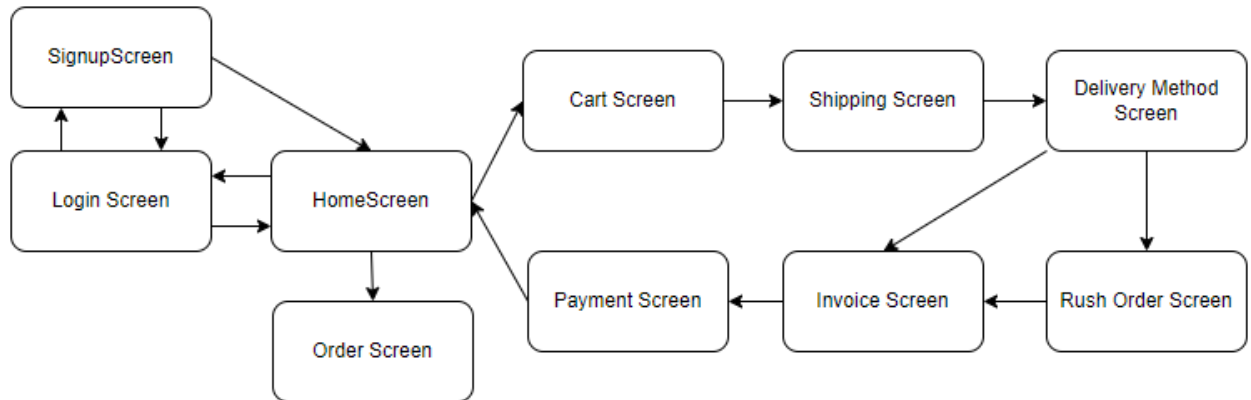 SignupScreen
Cart Screen
Shipping Screen
Delivery Method
Screen
Login Screen
HomeScreen
Payment Screen
Invoice Screen
Rush Order Screen
Order Screen